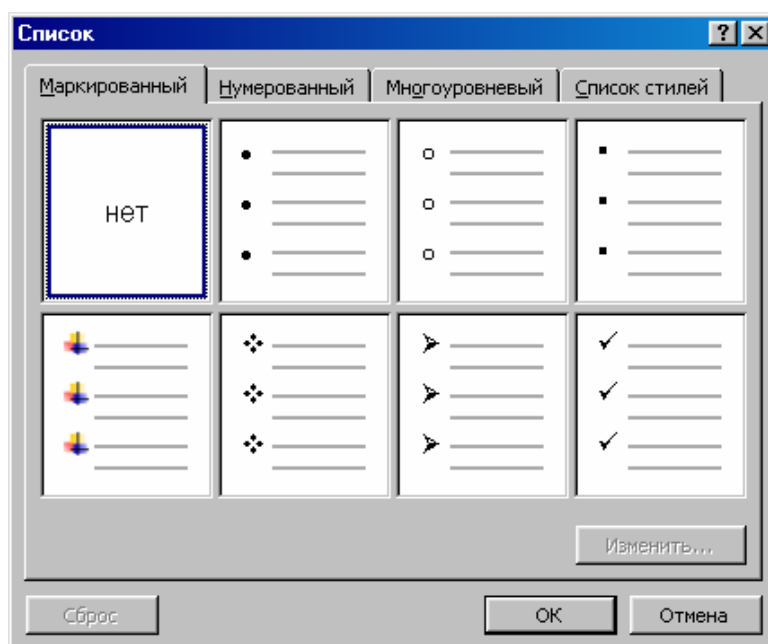 Список
Маркированный Нумерованный Многоуровневый Список стилей
нет
Изменить...
Сброс ОК Отмена